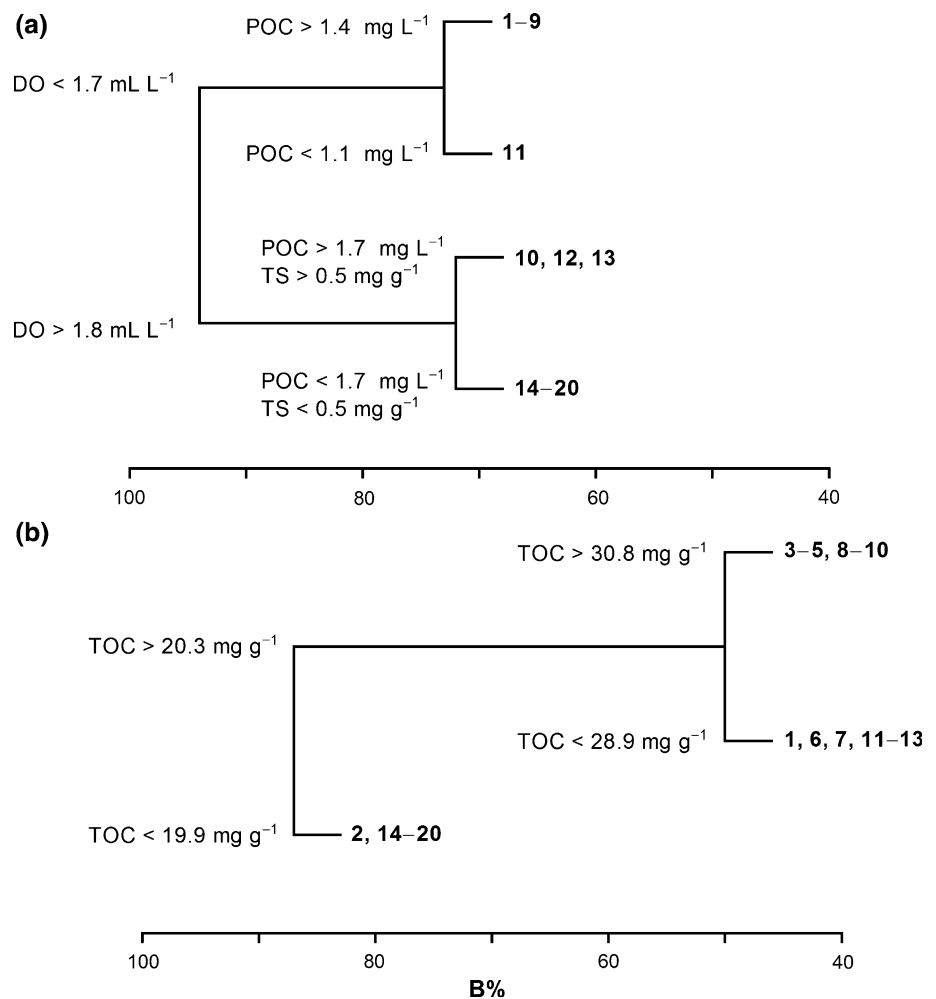 (a)
POC > 1.4 mg L⁻¹
1–9
DO < 1.7 mL L⁻¹
POC < 1.1 mg L⁻¹
11
POC > 1.7 mg L⁻¹
TS > 0.5 mg g⁻¹
10, 12, 13
DO > 1.8 mL L⁻¹
POC < 1.7 mg L⁻¹
TS < 0.5 mg g⁻¹
14–20
100 80 60 40
(b)
TOC > 30.8 mg g⁻¹
3–5, 8–10
TOC > 20.3 mg g⁻¹
TOC < 28.9 mg g⁻¹
1, 6, 7, 11–13
TOC < 19.9 mg g⁻¹
2, 14–20
100 80 60 40
B%